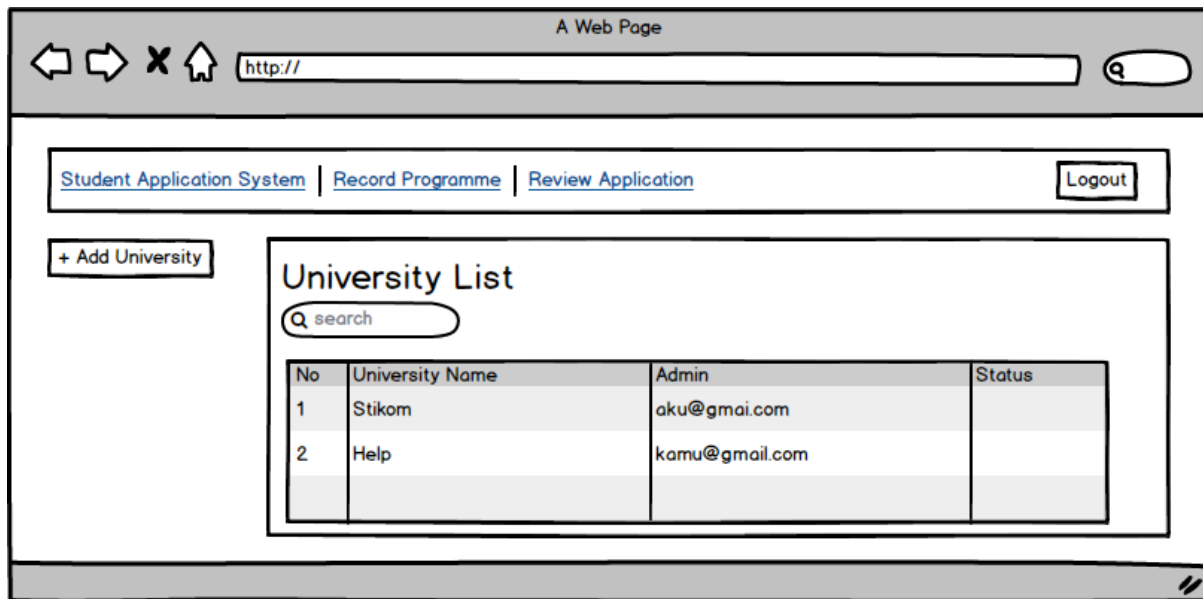 A Web Page
http://
Student Application System Record Programme Review Application Logout
+ Add University
University List
search
No University Name Admin Status
1 Stikom aku@gmai.com
2 Help kamu@gmail.com